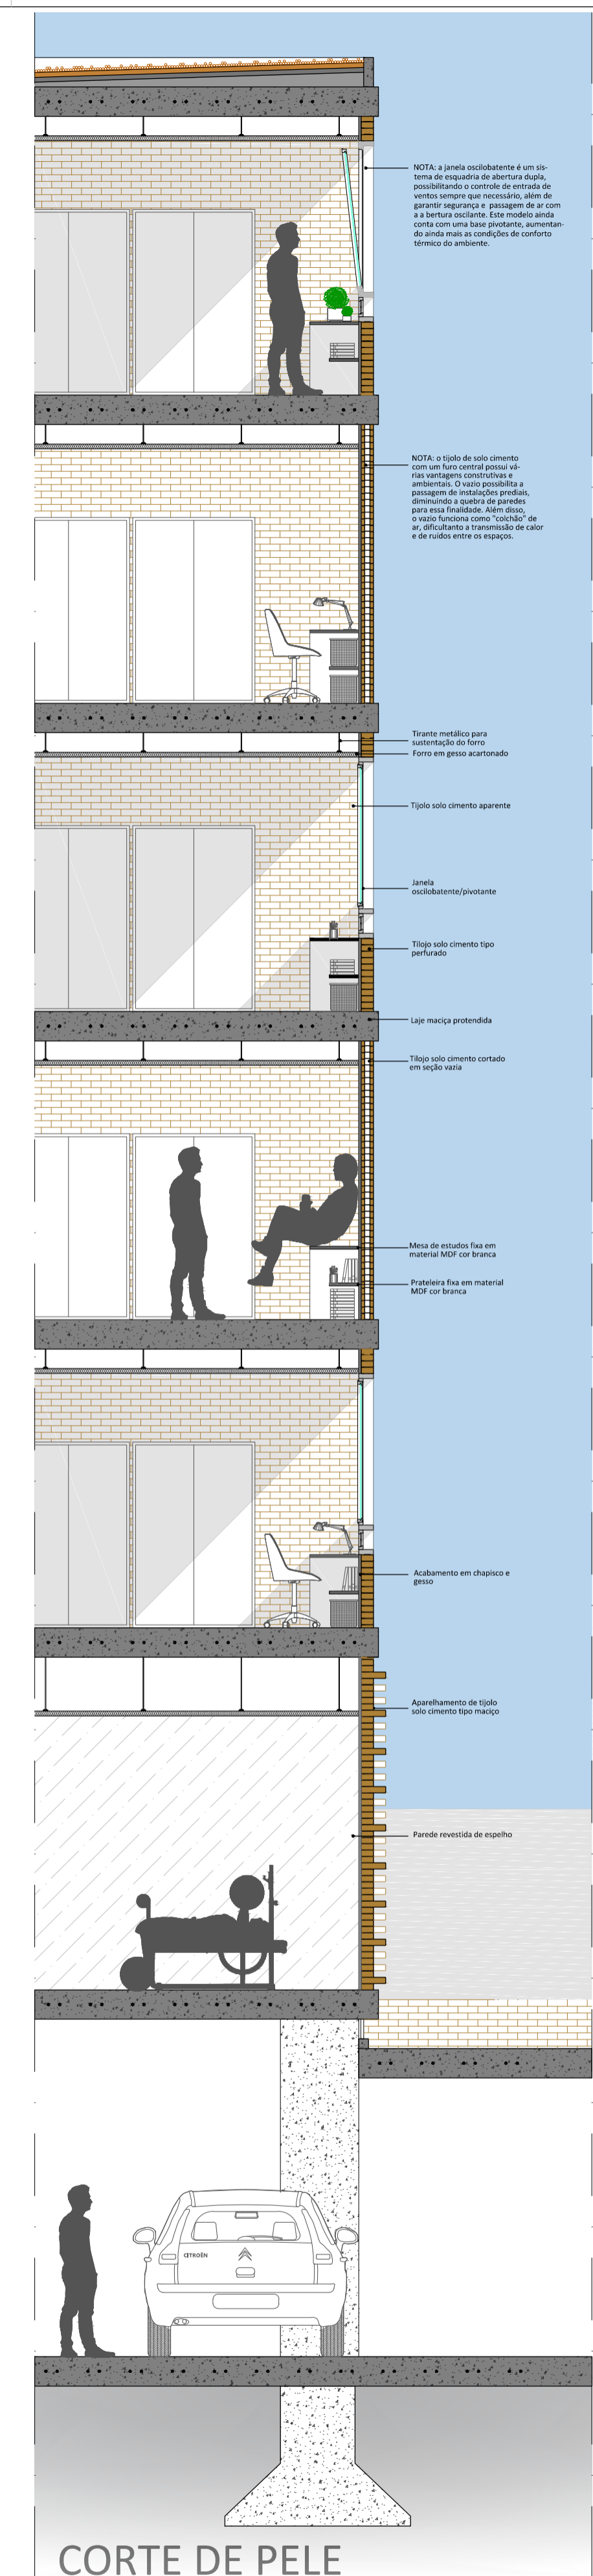 NOTA: a janela oscilobatente é um sis-
tema de esquadria de abertura dupla,
possibilitando o controle de entrada de
ventos sempre que necessário, além de
garantir segurança e passagem de ar com
a a bertura oscilante. Este modelo ainda
conta com uma base pivotante, aumentan-
do ainda mais as condições de conforto
térmico do ambiente.
NOTA: o tijolo de solo cimento
com um furo central possui vá-
rias vantagens construtivas e
ambientais. O vazio possibilita a
passagem de instalações prediais,
diminuindo a quebra de paredes
para essa finalidade. Além disso,
o vazio funciona como "colchão" de
ar, dificultanto a transmissão de calor
e de ruídos entre os espaços.
Tirante metálico para
sustentação do forro
Forro em gesso acartonado
Tijolo solo cimento aparente
Janela
oscilobatente/pivotante
Tilojo solo cimento tipo
perfurado
Laje maciça protendida
Tilojo solo cimento cortado
em seção vazia
Mesa de estudos fixa em
material MDF cor branca
Prateleira fixa em material
MDF cor branca
Acabamento em chapisco e
gesso
Aparelhamento de tijolo
solo cimento tipo maciço
Parede revestida de espelho
CITROËN
CORTE DE PELE